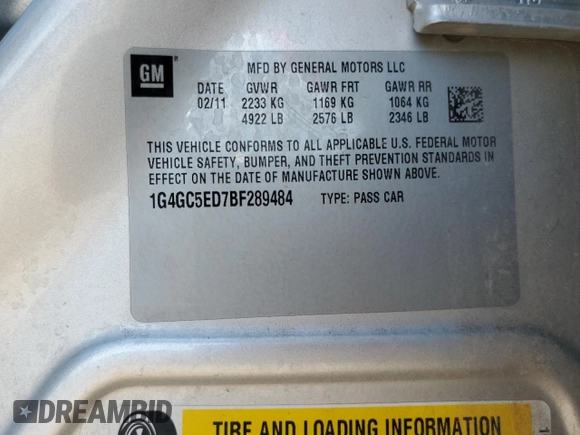 GM
MFD BY GENERAL MOTORS LLC
DATE GVWR GAWR FRT GAWR RR
02/11 2233 KG 1169 KG 1064 KG
4922 LB 2576 LB 2346 LB
THIS VEHICLE CONFORMS TO ALL APPLICABLE U.S. FEDERAL MOTOR
VEHICLE SAFETY, BUMPER, AND THEFT PREVENTION STANDARDS IN
EFFECT ON THE DATE OF MANUFACTURE SHOWN ABOVE.
1G4GC5ED7BF289484 TYPE: PASS CAR
TIRE AND LOADING INFORMATION
DREAMBID